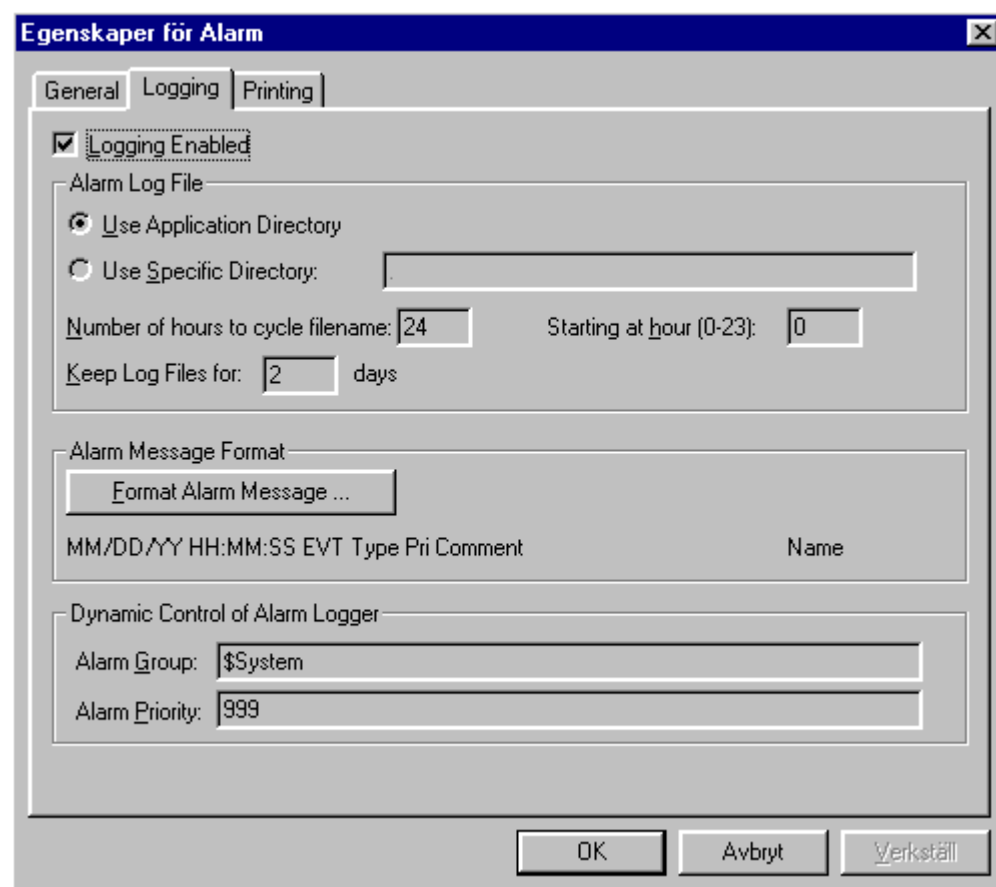 Egenskaper för Alarm
General Logging Printing
Logging Enabled
Alarm Log File
Use Application Directory
Use Specific Directory: .
Number of hours to cycle filename: 24 Starting at hour (0-23): 0
Keep Log Files for: 2 days
Alarm Message Format
Format Alarm Message ...
MM/DD/YY HH:MM:SS EVT Type Pri Comment Name
Dynamic Control of Alarm Logger
Alarm Group: $System
Alarm Priority: 999
OK Avbryt Verkställ